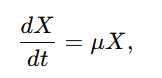 dX/dt = μX,